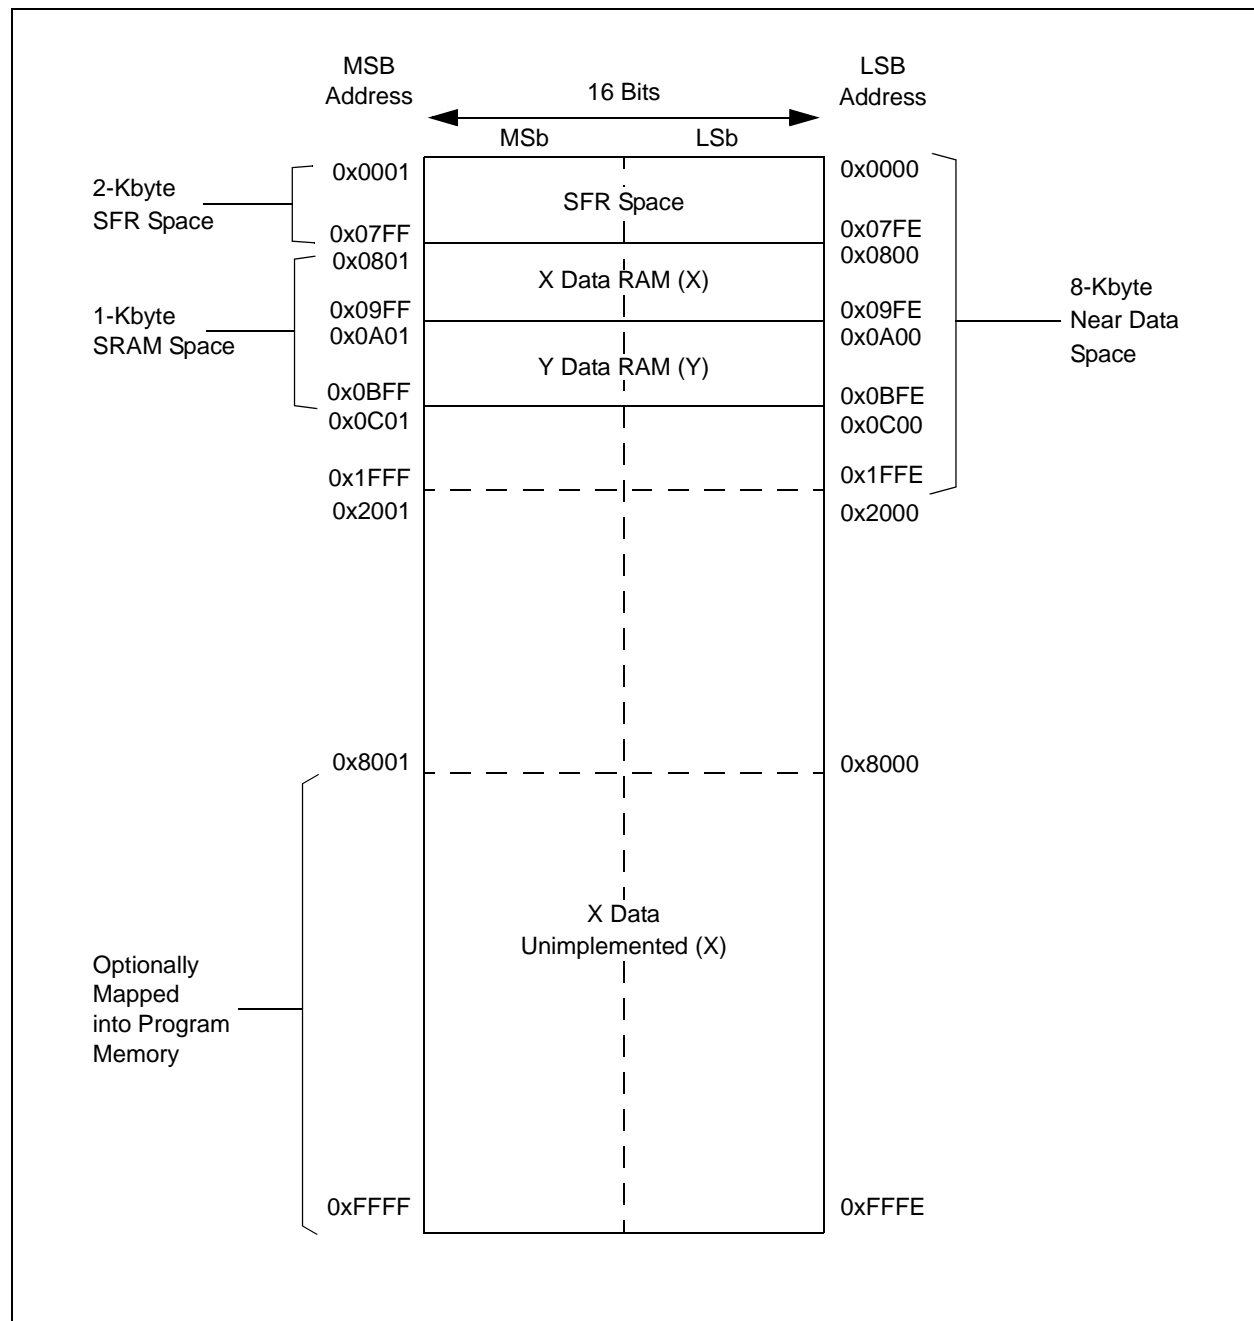 MSB
Address
LSB
Address
16 Bits
MSb
LSb
0x0001
0x0000
2-Kbyte
SFR Space
SFR Space
0x07FF
0x07FE
0x0801
0x0800
X Data RAM (X)
1-Kbyte
SRAM Space
0x09FF
0x09FE
0x0A01
0x0A00
8-Kbyte
Near Data
Space
Y Data RAM (Y)
0x0BFF
0x0BFE
0x0C01
0x0C00
0x1FFF
0x1FFE
0x2001
0x2000
0x8001
0x8000
X Data
Unimplemented (X)
Optionally
Mapped
into Program
Memory
0xFFFF
0xFFFE